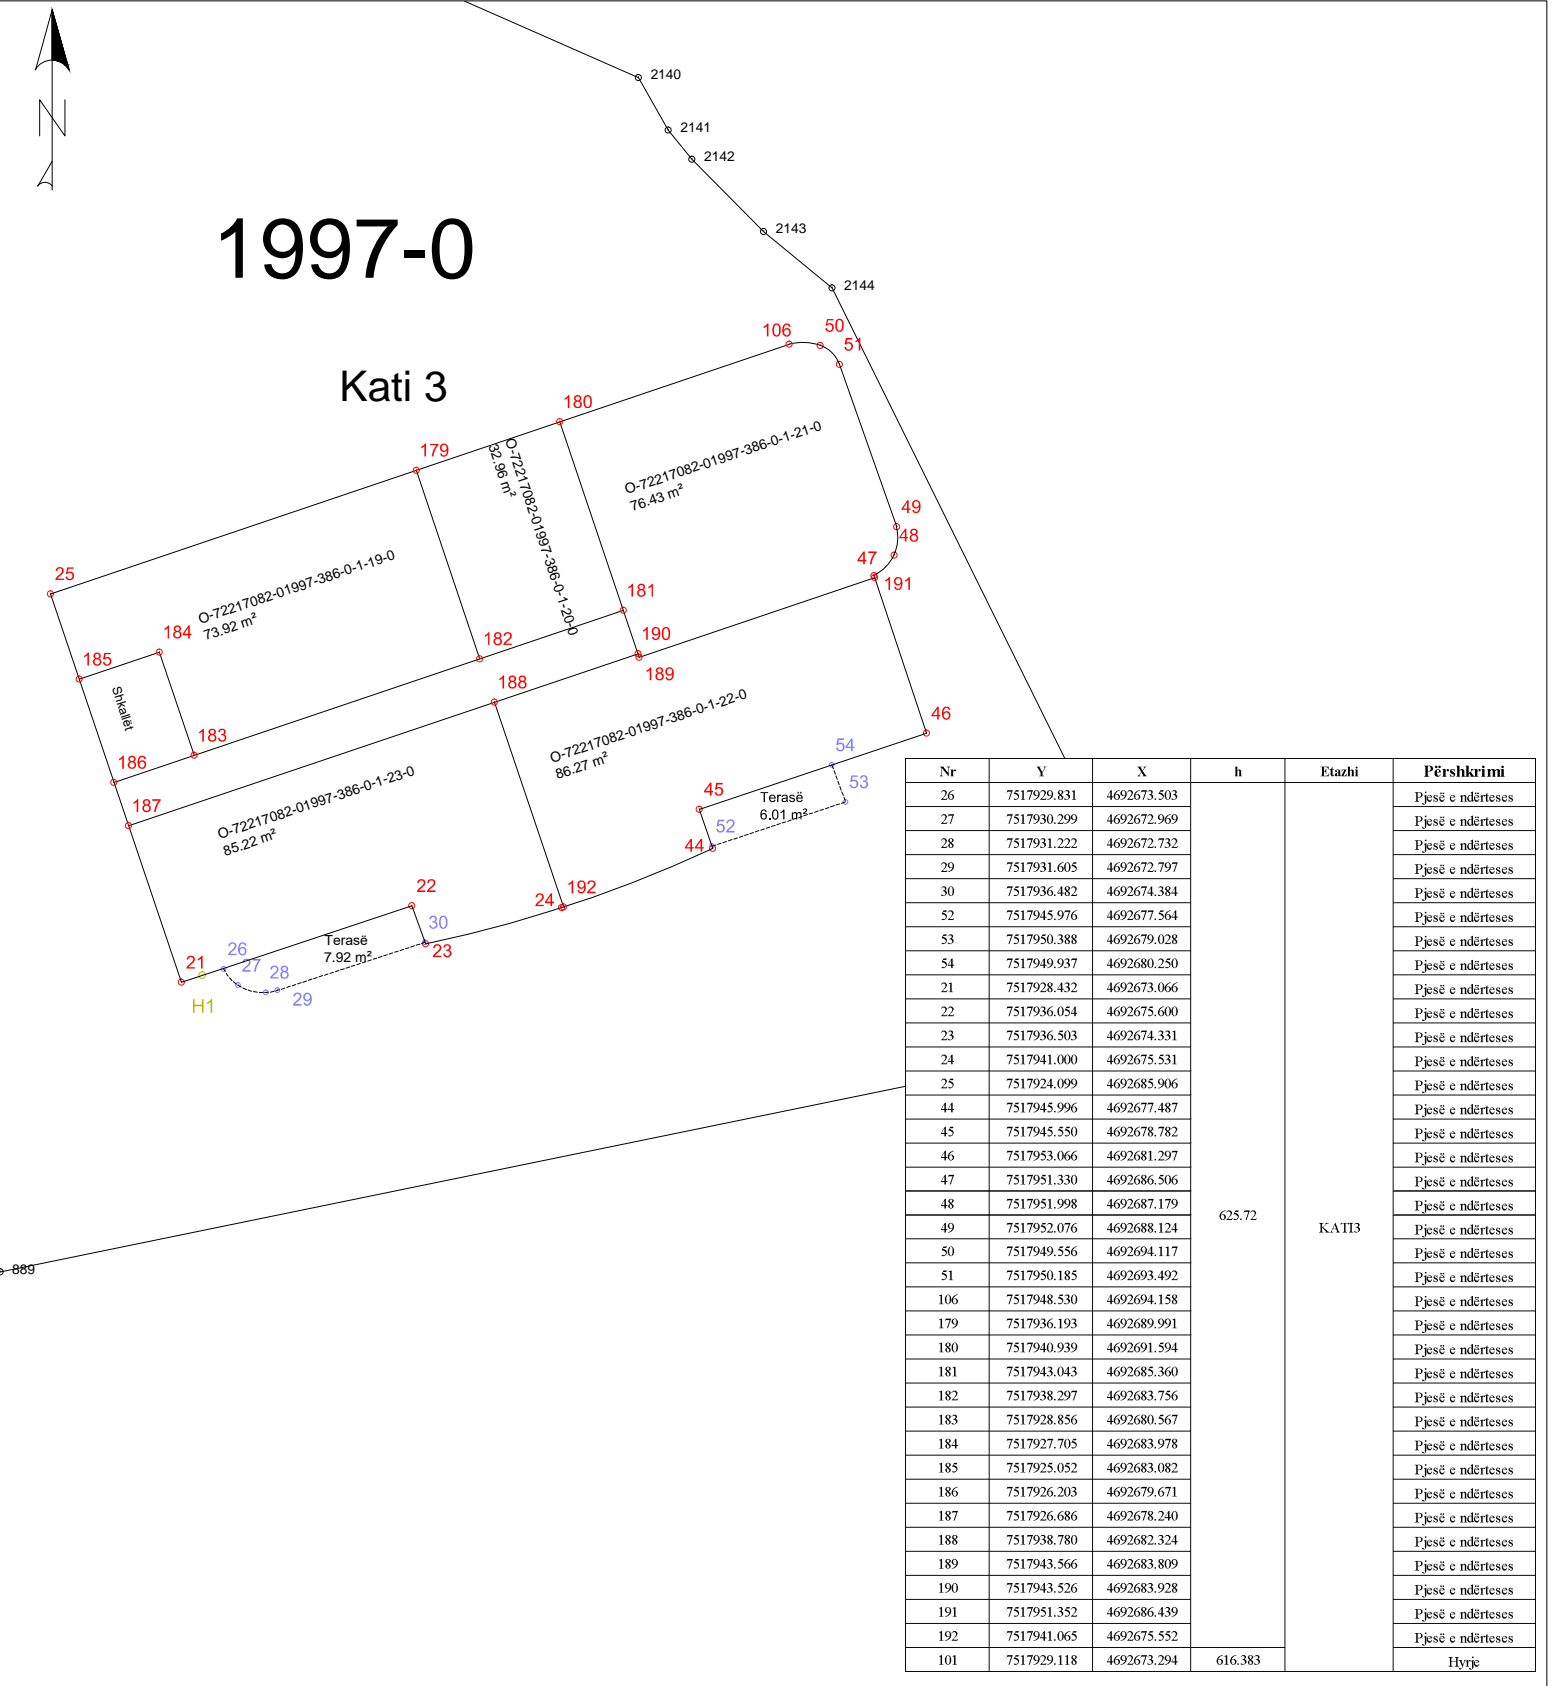 N
2140
2141
2142
2143
2144
1997-0
Kati 3
106
50
51
180
179
O-72217082-01997-386-0-1-20-0
32.96 m²
O-72217082-01997-386-0-1-21-0
76.43 m²
49
48
47
191
25
O-72217082-01997-386-0-1-19-0
73.92 m²
184
185
Shkallët
181
182
190
189
188
183
186
187
O-72217082-01997-386-0-1-22-0
86.27 m²
46
54
53
45
Terasë
6.01 m²
52
44
O-72217082-01997-386-0-1-23-0
85.22 m²
22
24
192
30
23
Terasë
7.92 m²
21
26
27
28
29
H1
889
Nr Y X h Etazhi Përshkrimi
26 7517929.831 4692673.503 Pjesë e ndërteses
27 7517930.299 4692672.969 Pjesë e ndërteses
28 7517931.222 4692672.732 Pjesë e ndërteses
29 7517931.605 4692672.797 Pjesë e ndërteses
30 7517936.482 4692674.384 Pjesë e ndërteses
52 7517945.976 4692677.564 Pjesë e ndërteses
53 7517950.388 4692679.028 Pjesë e ndërteses
54 7517949.937 4692680.250 Pjesë e ndërteses
21 7517928.432 4692673.066 Pjesë e ndërteses
22 7517936.054 4692675.600 Pjesë e ndërteses
23 7517936.503 4692674.331 Pjesë e ndërteses
24 7517941.000 4692675.531 Pjesë e ndërteses
25 7517924.099 4692685.906 Pjesë e ndërteses
44 7517945.996 4692677.487 Pjesë e ndërteses
45 7517945.550 4692678.782 Pjesë e ndërteses
46 7517953.066 4692681.297 Pjesë e ndërteses
47 7517951.330 4692686.506 Pjesë e ndërteses
48 7517951.998 4692687.179 Pjesë e ndërteses
49 7517952.076 4692688.124 625.72 KATI3 Pjesë e ndërteses
50 7517949.556 4692694.117 Pjesë e ndërteses
51 7517950.185 4692693.492 Pjesë e ndërteses
106 7517948.530 4692694.158 Pjesë e ndërteses
179 7517936.193 4692689.991 Pjesë e ndërteses
180 7517940.939 4692691.594 Pjesë e ndërteses
181 7517943.043 4692685.360 Pjesë e ndërteses
182 7517938.297 4692683.756 Pjesë e ndërteses
183 7517928.856 4692680.567 Pjesë e ndërteses
184 7517927.705 4692683.978 Pjesë e ndërteses
185 7517925.052 4692683.082 Pjesë e ndërteses
186 7517926.203 4692679.671 Pjesë e ndërteses
187 7517926.686 4692678.240 Pjesë e ndërteses
188 7517938.780 4692682.324 Pjesë e ndërteses
189 7517943.566 4692683.809 Pjesë e ndërteses
190 7517943.526 4692683.928 Pjesë e ndërteses
191 7517951.352 4692686.439 Pjesë e ndërteses
192 7517941.065 4692675.552 Pjesë e ndërteses
101 7517929.118 4692673.294 616.383 Hyrje